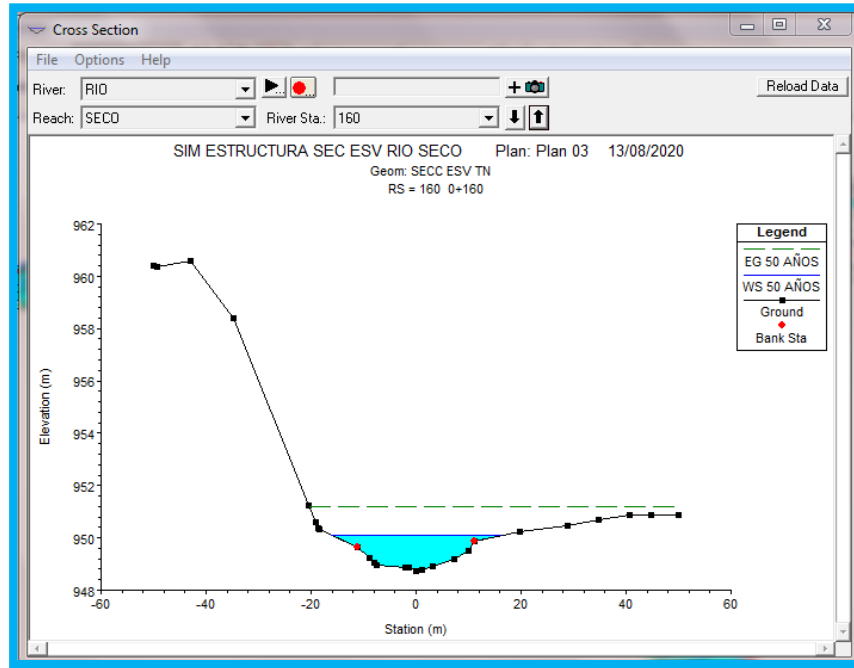 Cross Section
File Options Help
River: RIO Reload Data
Reach: SECO River Sta.: 160
SIM ESTRUCTURA SEC ESV RIO SECO Plan: Plan 03 13/08/2020
Geom: SECC ESV TN
RS = 160 0+160
Legend
EG 50 AÑOS
WS 50 AÑOS
Ground
Bank Sta
962
960
958
956
954
952
950
948
Elevation (m)
-60 -40 -20 0 20 40 60
Station (m)